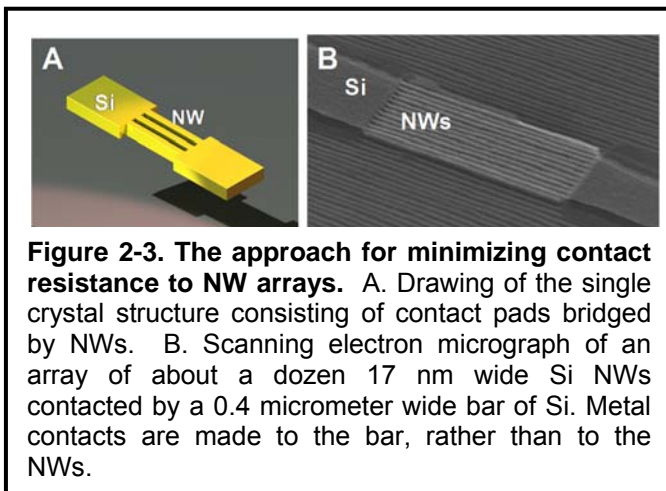 A
Si
NW
B
Si
NWs
Figure 2-3. The approach for minimizing contact
resistance to NW arrays. A. Drawing of the single
crystal structure consisting of contact pads bridged
by NWs. B. Scanning electron micrograph of an
array of about a dozen 17 nm wide Si NWs
contacted by a 0.4 micrometer wide bar of Si. Metal
contacts are made to the bar, rather than to the
NWs.